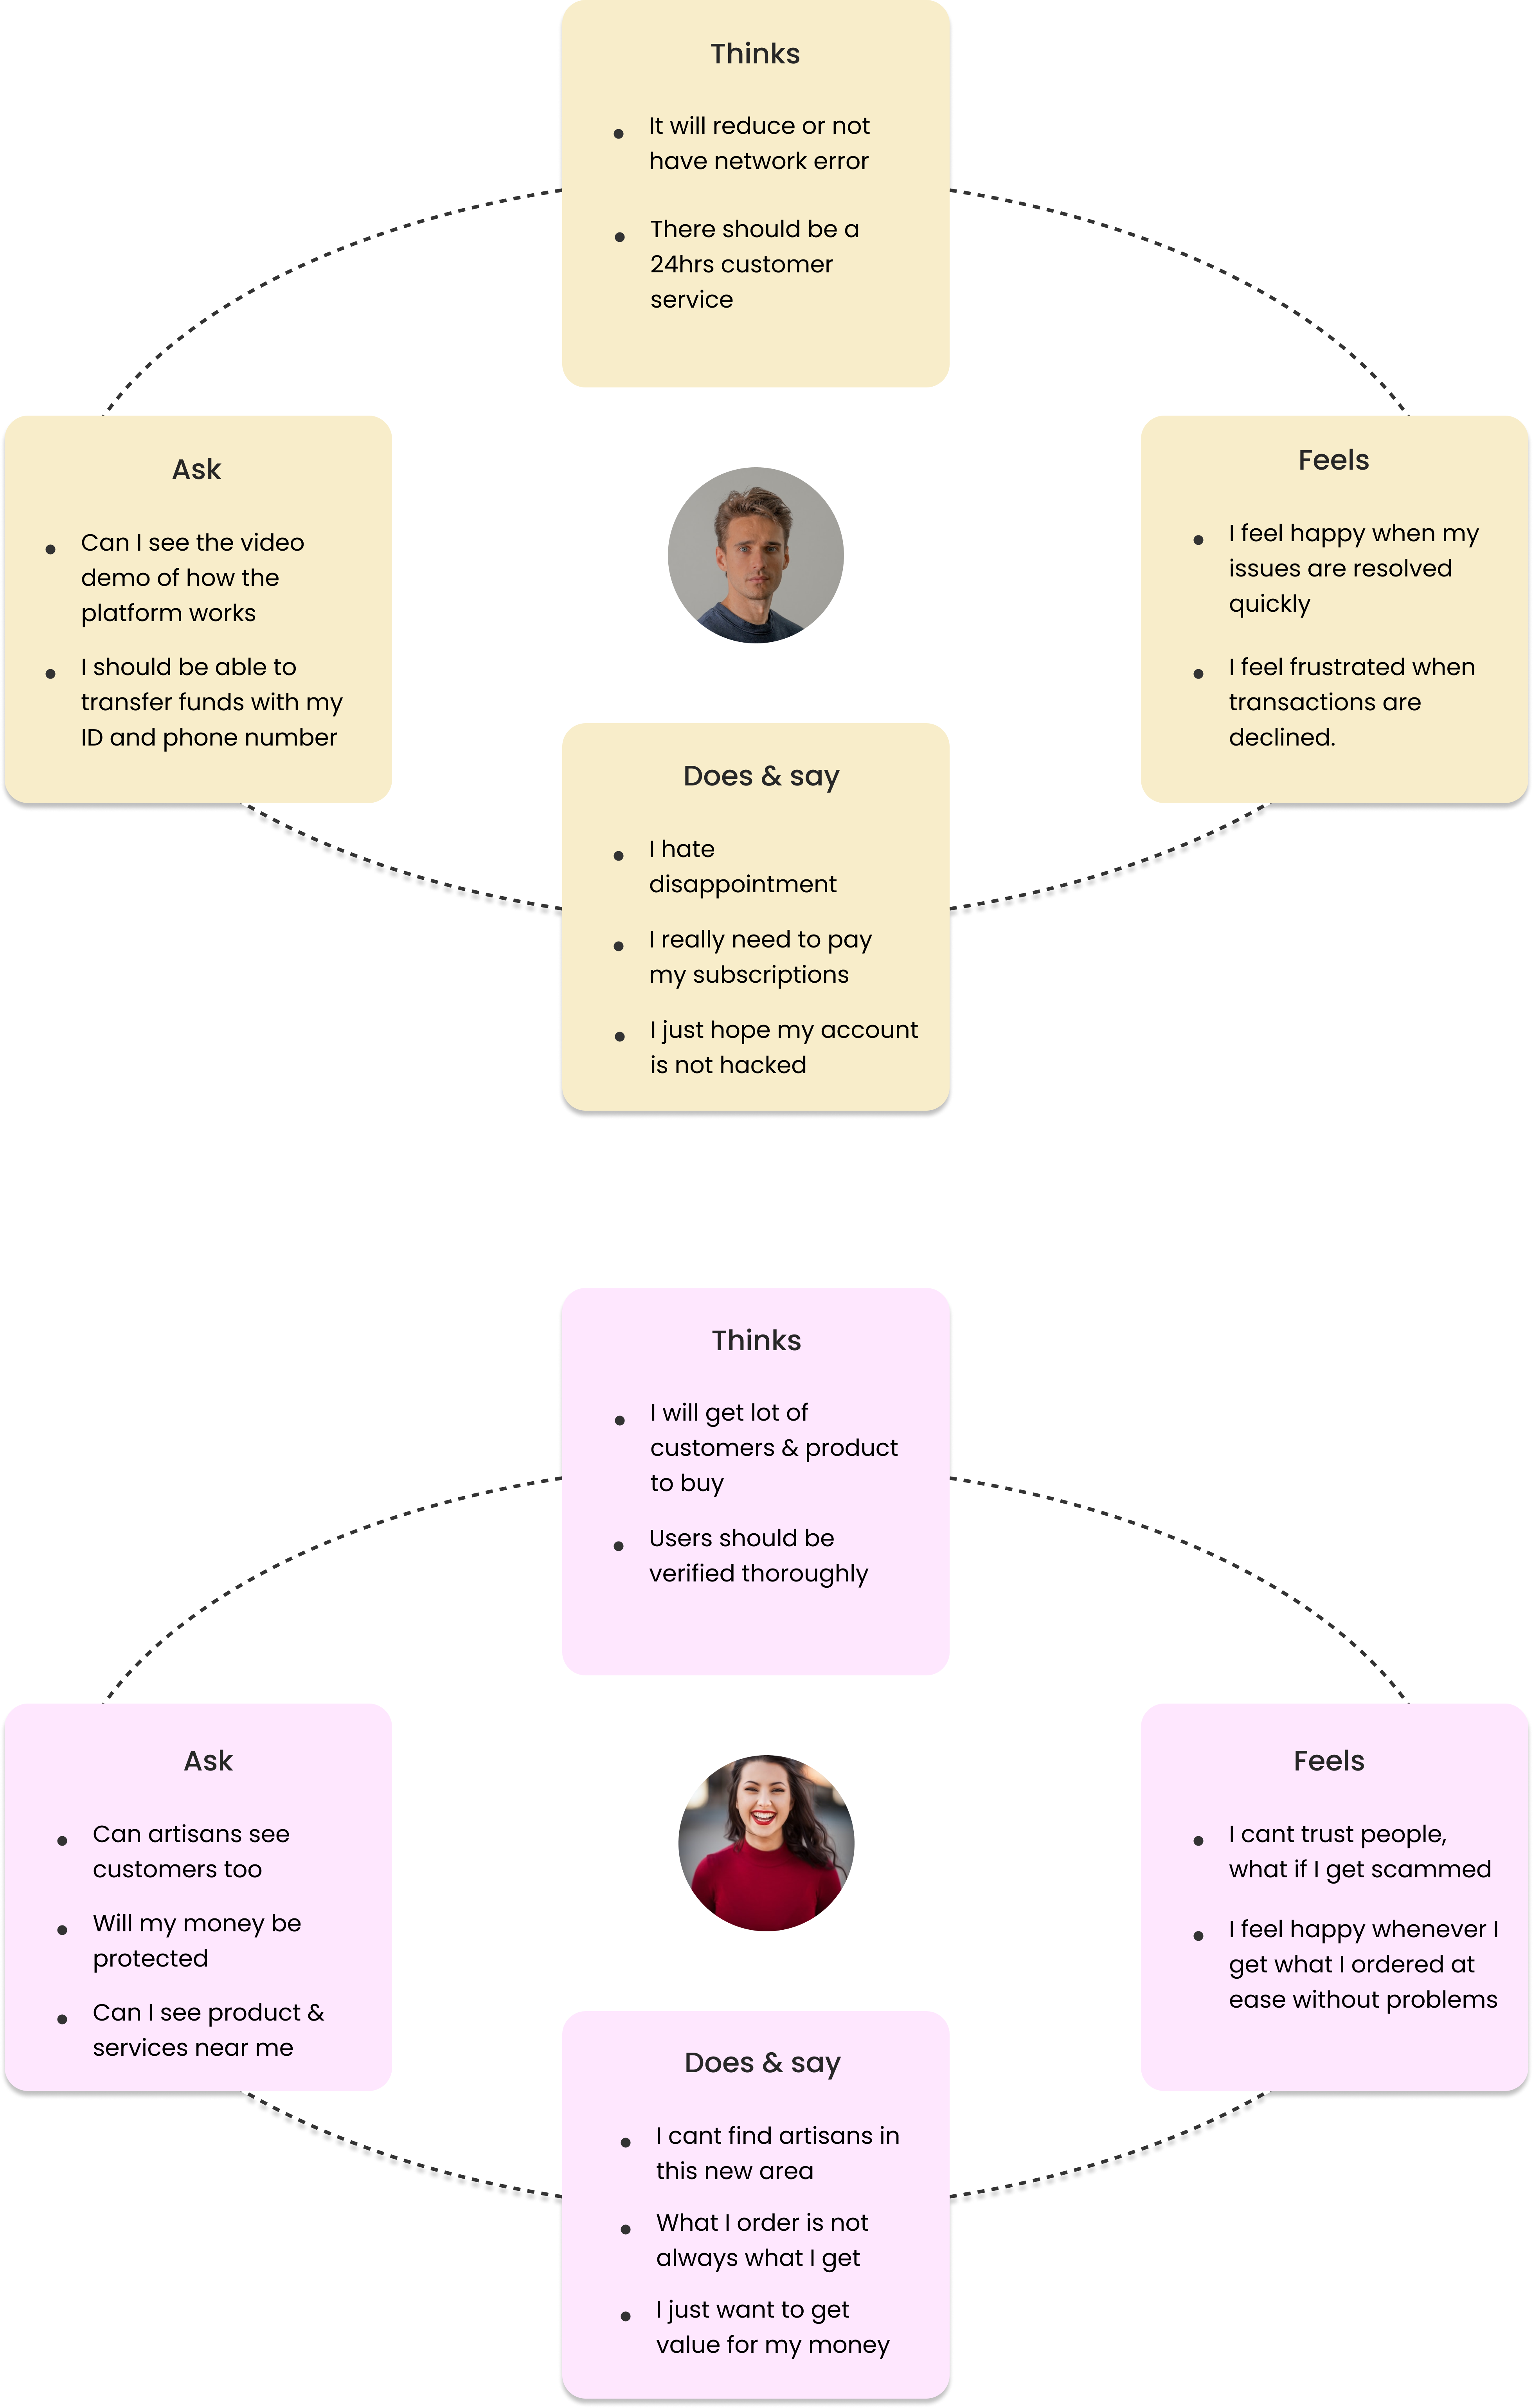 Thinks
It will reduce or not
have network error
There should be a
24hrs customer
service
Ask
Can I see the video
demo of how the
platform works
I should be able to
transfer funds with my
ID and phone number
Feels
I feel happy when my
issues are resolved
quickly
I feel frustrated when
transactions are
declined.
Does & say
I hate
disappointment
I really need to pay
my subscriptions
I just hope my account
is not hacked
Thinks
I will get lot of
customers & product
to buy
Users should be
verified thoroughly
Ask
Can artisans see
customers too
Will my money be
protected
Can I see product &
services near me
Feels
I cant trust people,
what if I get scammed
I feel happy whenever I
get what I ordered at
ease without problems
Does & say
I cant find artisans in
this new area
What I order is not
always what I get
I just want to get
value for my money